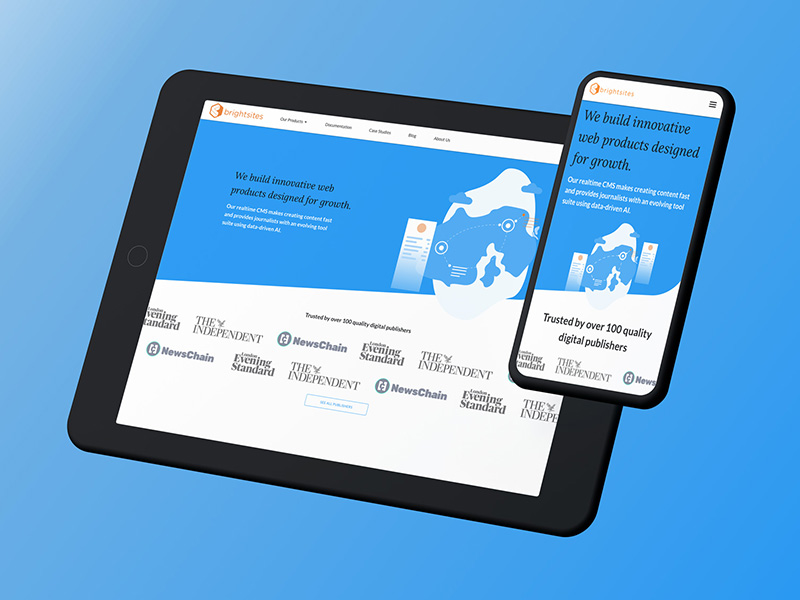 brightsites
Our Products
Documentation
Case Studies
Blog
About Us
We build innovative web
products designed for growth.
Our realtime CMS makes creating content fast
and provides journalists with an evolving tool
suite using data-driven AI.
Trusted by over 100 quality digital publishers
London
Evening
Standard
THE
INDEPENDENT
NewsChain
London
Evening
Standard
THE
INDEPENDENT
NewsChain
London
Evening
Standard
THE
INDEPENDENT
NewsChain
London
Evening
Standard
THE
INDEPE
SEE ALL PUBLISHERS
brightsites
We build innovative
web products designed
for growth.
Our realtime CMS makes creating content fast
and provides journalists with an evolving tool
suite using data-driven AI.
Trusted by over 100 quality
digital publishers
London
Evening
Standard
THE
INDEPENDENT
News